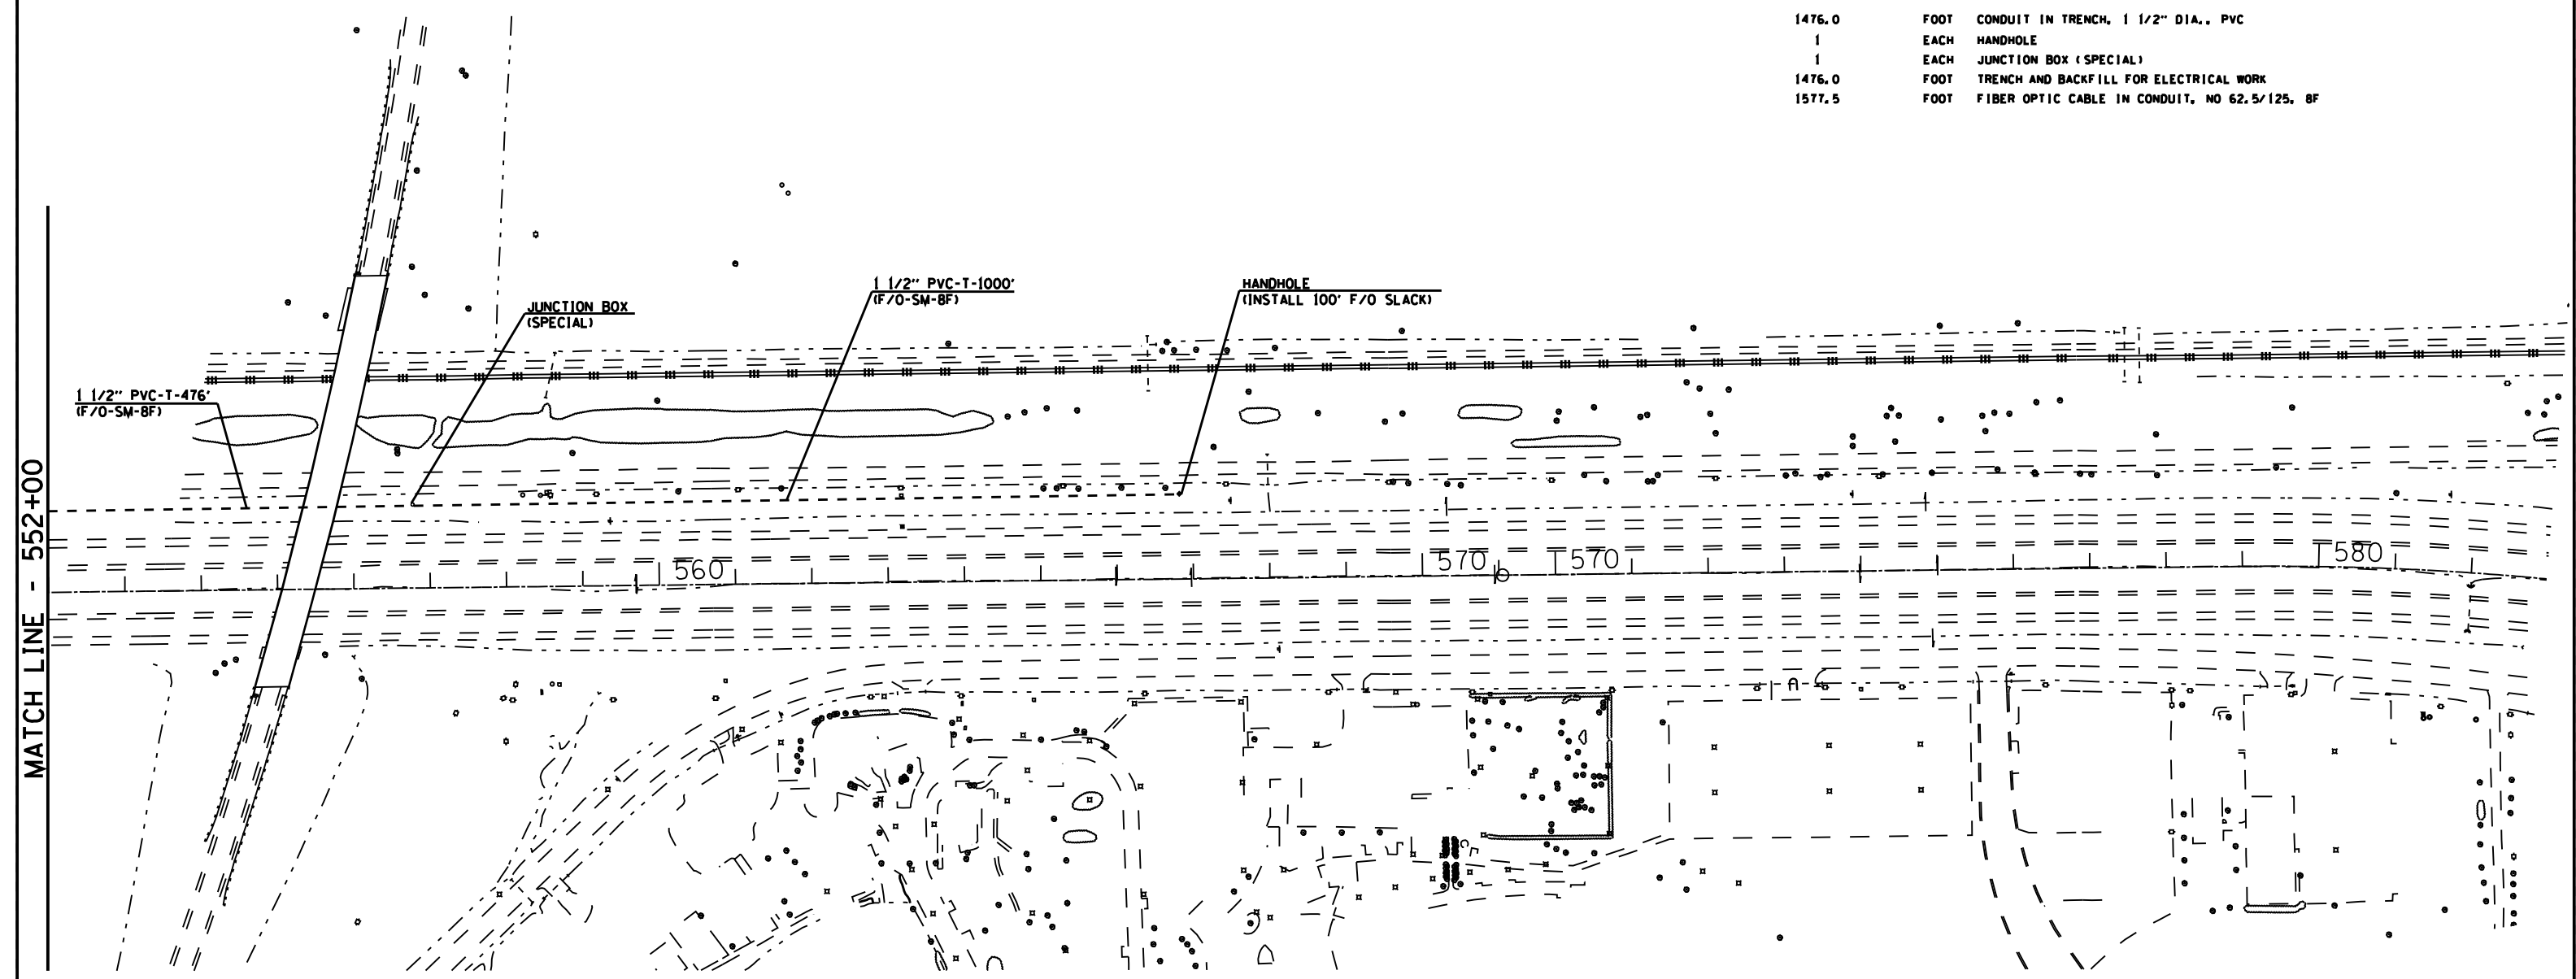 1476.0 FOOT CONDUIT IN TRENCH, 1 1/2" DIA., PVC
1 EACH HANDHOLE
1 EACH JUNCTION BOX (SPECIAL)
1476.0 FOOT TRENCH AND BACKFILL FOR ELECTRICAL WORK
1577.5 FOOT FIBER OPTIC CABLE IN CONDUIT, NO 62.5/125, 8F
1 1/2" PVC-T-1000'
(F/O-SM-8F)
HANDHOLE
(INSTALL 100' F/O SLACK)
JUNCTION BOX
(SPECIAL)
1 1/2" PVC-T-476'
(F/O-SM-8F)
MATCH LINE - 552+00
560
570
570
580